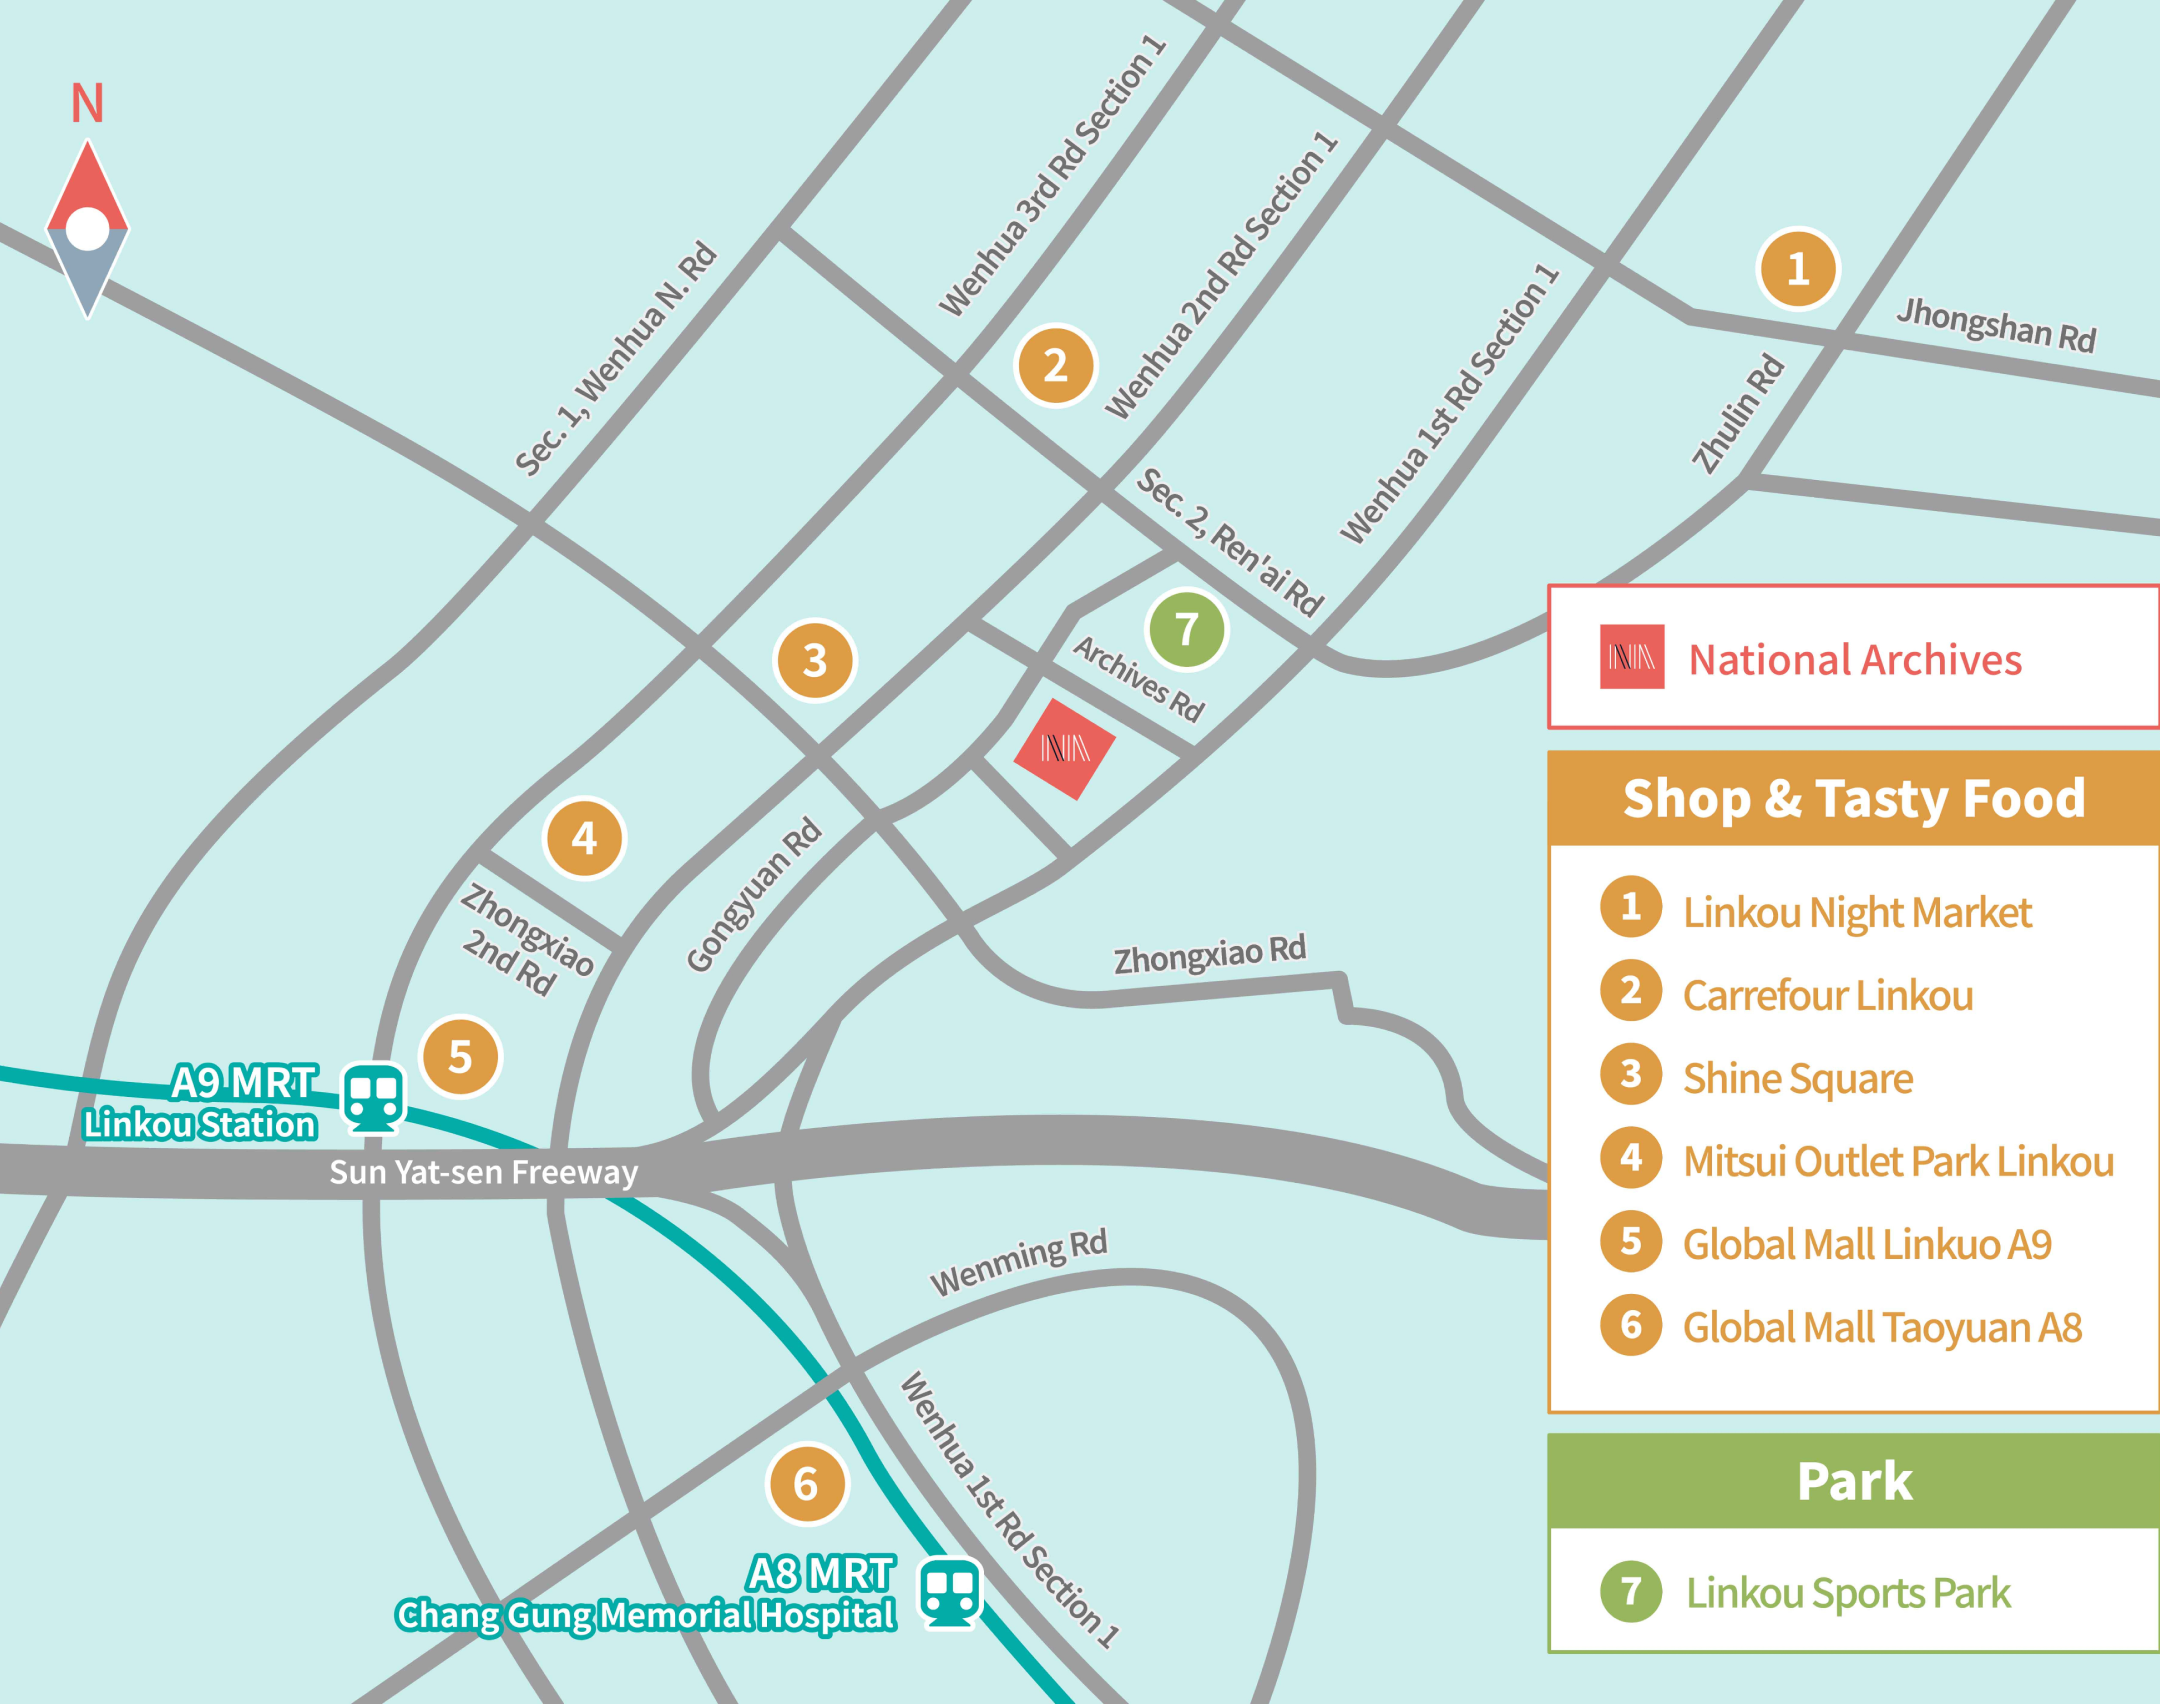 N
Sec. 1, Wenhua N. Rd
Wenhua 3rd Rd Section 1
Wenhua 2nd Rd Section 1
Wenhua 1st Rd Section 1
1
Jhongshan Rd
Zhulin Rd
2
Sec. 2, Ren'ai Rd
7
Archives Rd
3
4
Gongyuan Rd
Zhongxiao
2nd Rd
Zhongxiao Rd
5
A9 MRT
Linkou Station
Sun Yat-sen Freeway
Wenming Rd
Wenhua 1st Rd Section 1
6
A8 MRT
Chang Gung Memorial Hospital
National Archives
Shop & Tasty Food
1 Linkou Night Market
2 Carrefour Linkou
3 Shine Square
4 Mitsui Outlet Park Linkou
5 Global Mall Linkuo A9
6 Global Mall Taoyuan A8
Park
7 Linkou Sports Park